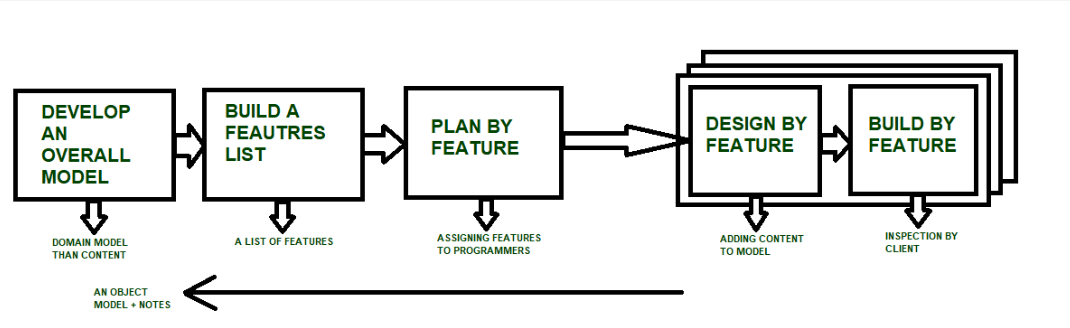 DEVELOP
AN
OVERALL
MODEL
BUILD A
FEAUTRES
LIST
PLAN BY
FEATURE
DESIGN BY
FEATURE
BUILD BY
FEATURE
DOMAIN MODEL
THAN CONTENT
A LIST OF FEATURES
ASSIGNING FEATURES
TO PROGRAMMERS
ADDING CONTENT
TO MODEL
INSPECTION BY
CLIENT
AN OBJECT
MODEL + NOTES